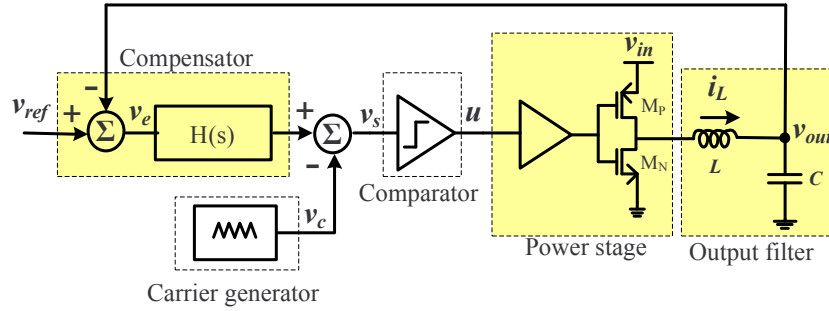 Compensator
v_ref
+
-
Σ
v_e
H(s)
+
-
Σ
v_s
Comparator
u
v_in
M_P
M_N
Power stage
i_L
L
v_out
C
Output filter
v_c
Carrier generator